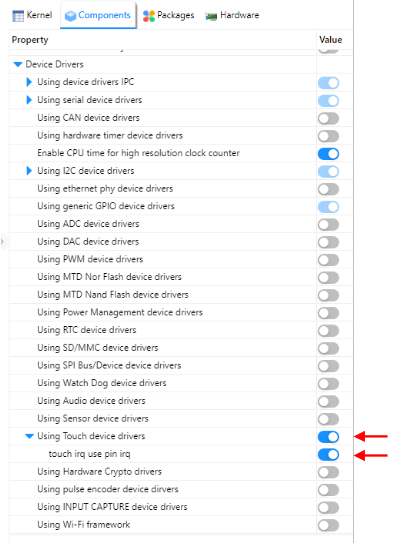 Kernel Components Packages Hardware
Property Value
Device Drivers
Using device drivers IPC
Using serial device drivers
Using CAN device drivers
Using hardware timer device drivers
Enable CPU time for high resolution clock counter
Using I2C device drivers
Using ethernet phy device drivers
Using generic GPIO device drivers
Using ADC device drivers
Using DAC device drivers
Using PWM device drivers
Using MTD Nor Flash device drivers
Using MTD Nand Flash device drivers
Using Power Management device drivers
Using RTC device drivers
Using SD/MMC device drivers
Using SPI Bus/Device device drivers
Using Watch Dog device drivers
Using Audio device drivers
Using Sensor device drivers
Using Touch device drivers
touch irq use pin irq
Using Hardware Crypto drivers
Using pulse encoder device dirvers
Using INPUT CAPTURE device drivers
Using Wi-Fi framework